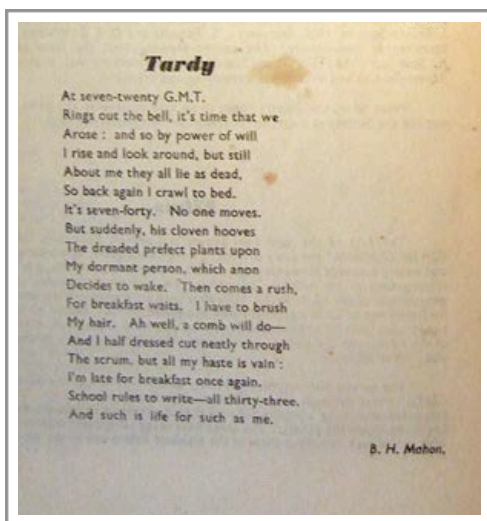 Tardy
At seven-twenty G.M.T.
Rings out the bell, it's time that we
Arose : and so by power of will
I rise and look around, but still
About me they all lie as dead,
So back again I crawl to bed.
It's seven-forty. No one moves.
But suddenly, his cloven hooves
The dreaded prefect plants upon
My dormant person, which anon
Decides to wake. Then comes a rush,
For breakfast waits. I have to brush
My hair. Ah well, a comb will do—
And I half dressed cut neatly through
The scrum, but all my haste is vain :
I'm late for breakfast once again.
School rules to write—all thirty-three.
And such is life for such as me.
B. H. Mahon.